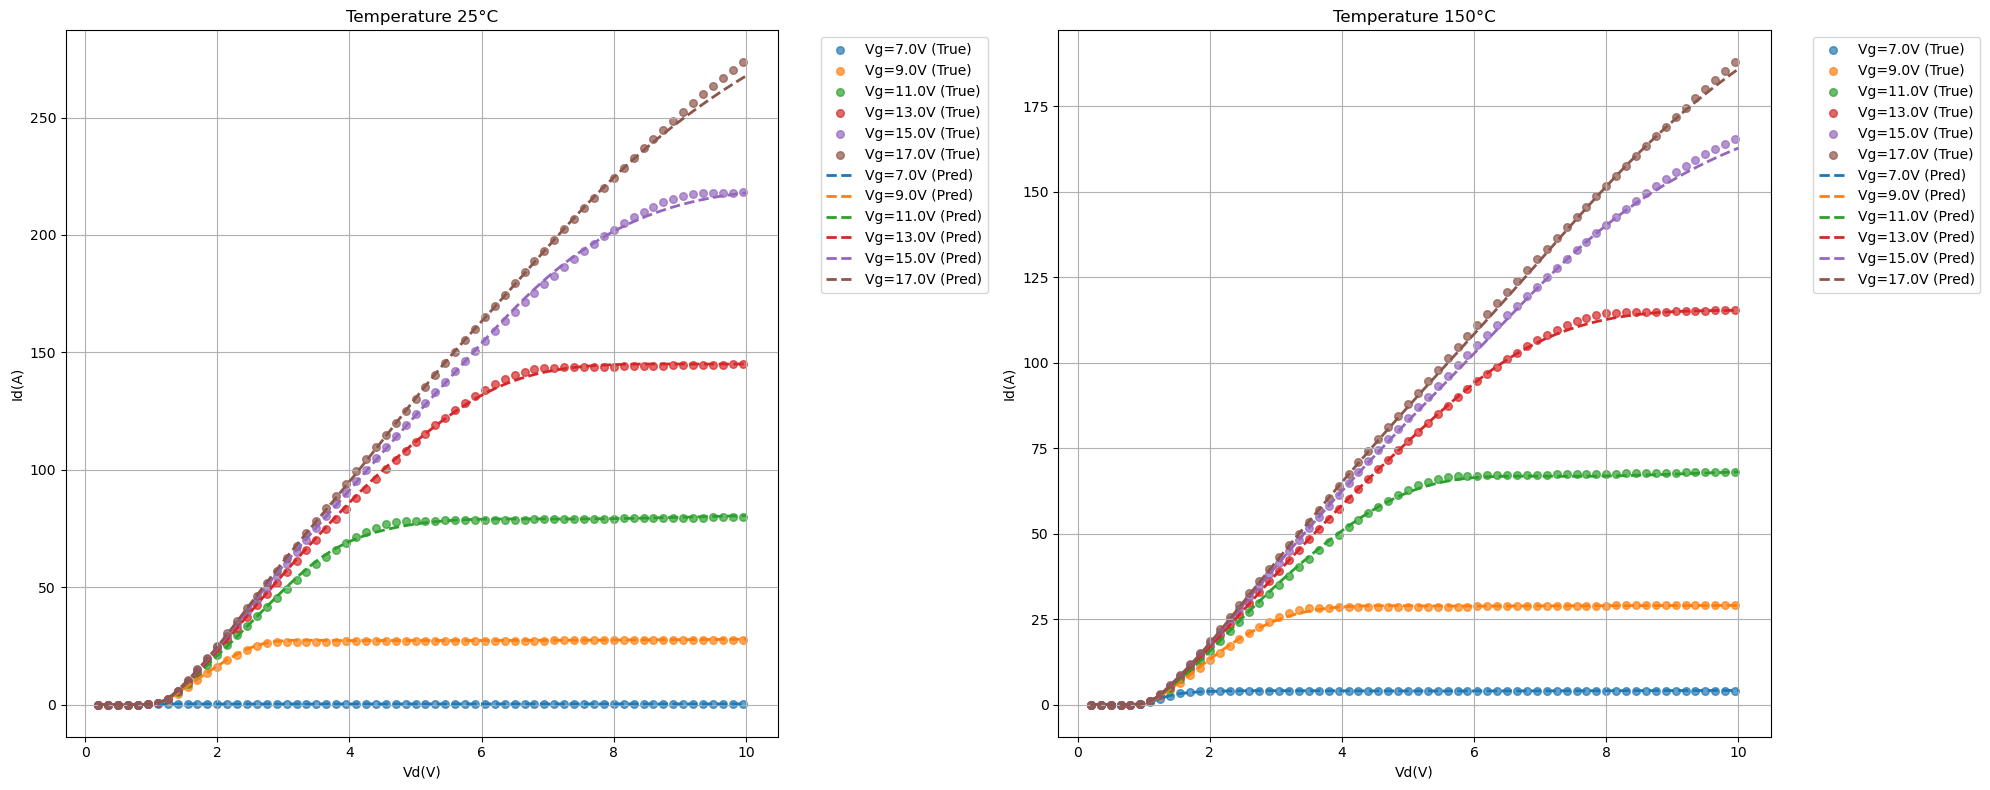 Temperature 25°C
250
200
150
100
50
0
Id(A)
0 2 4 6 8 10
Vd(V)
Vg=7.0V (True)
Vg=9.0V (True)
Vg=11.0V (True)
Vg=13.0V (True)
Vg=15.0V (True)
Vg=17.0V (True)
Vg=7.0V (Pred)
Vg=9.0V (Pred)
Vg=11.0V (Pred)
Vg=13.0V (Pred)
Vg=15.0V (Pred)
Vg=17.0V (Pred)
Temperature 150°C
175
150
125
100
75
50
25
0
Id(A)
0 2 4 6 8 10
Vd(V)
Vg=7.0V (True)
Vg=9.0V (True)
Vg=11.0V (True)
Vg=13.0V (True)
Vg=15.0V (True)
Vg=17.0V (True)
Vg=7.0V (Pred)
Vg=9.0V (Pred)
Vg=11.0V (Pred)
Vg=13.0V (Pred)
Vg=15.0V (Pred)
Vg=17.0V (Pred)